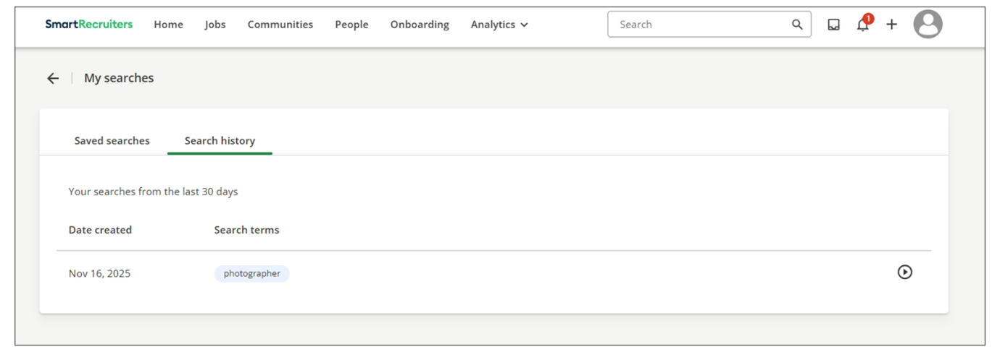 SmartRecruiters Home Jobs Communities People Onboarding Analytics Search 1
My searches
Saved searches Search history
Your searches from the last 30 days
Date created Search terms
Nov 16, 2025 photographer